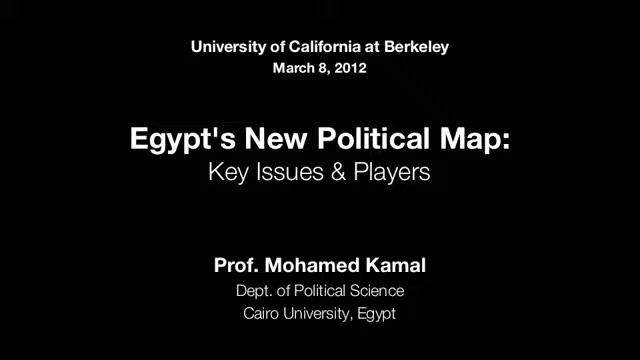 University of California at Berkeley
March 8, 2012
Egypt's New Political Map:
Key Issues & Players
Prof. Mohamed Kamal
Dept. of Political Science
Cairo University, Egypt